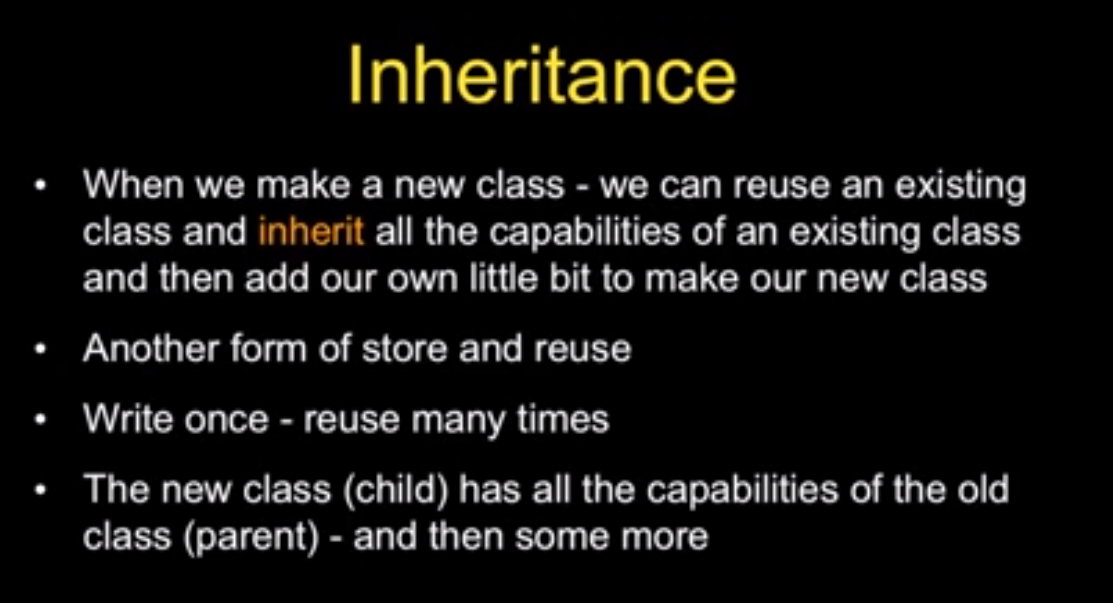 Inheritance
• When we make a new class - we can reuse an existing
class and inherit all the capabilities of an existing class
and then add our own little bit to make our new class
• Another form of store and reuse
• Write once - reuse many times
• The new class (child) has all the capabilities of the old
class (parent) - and then some more